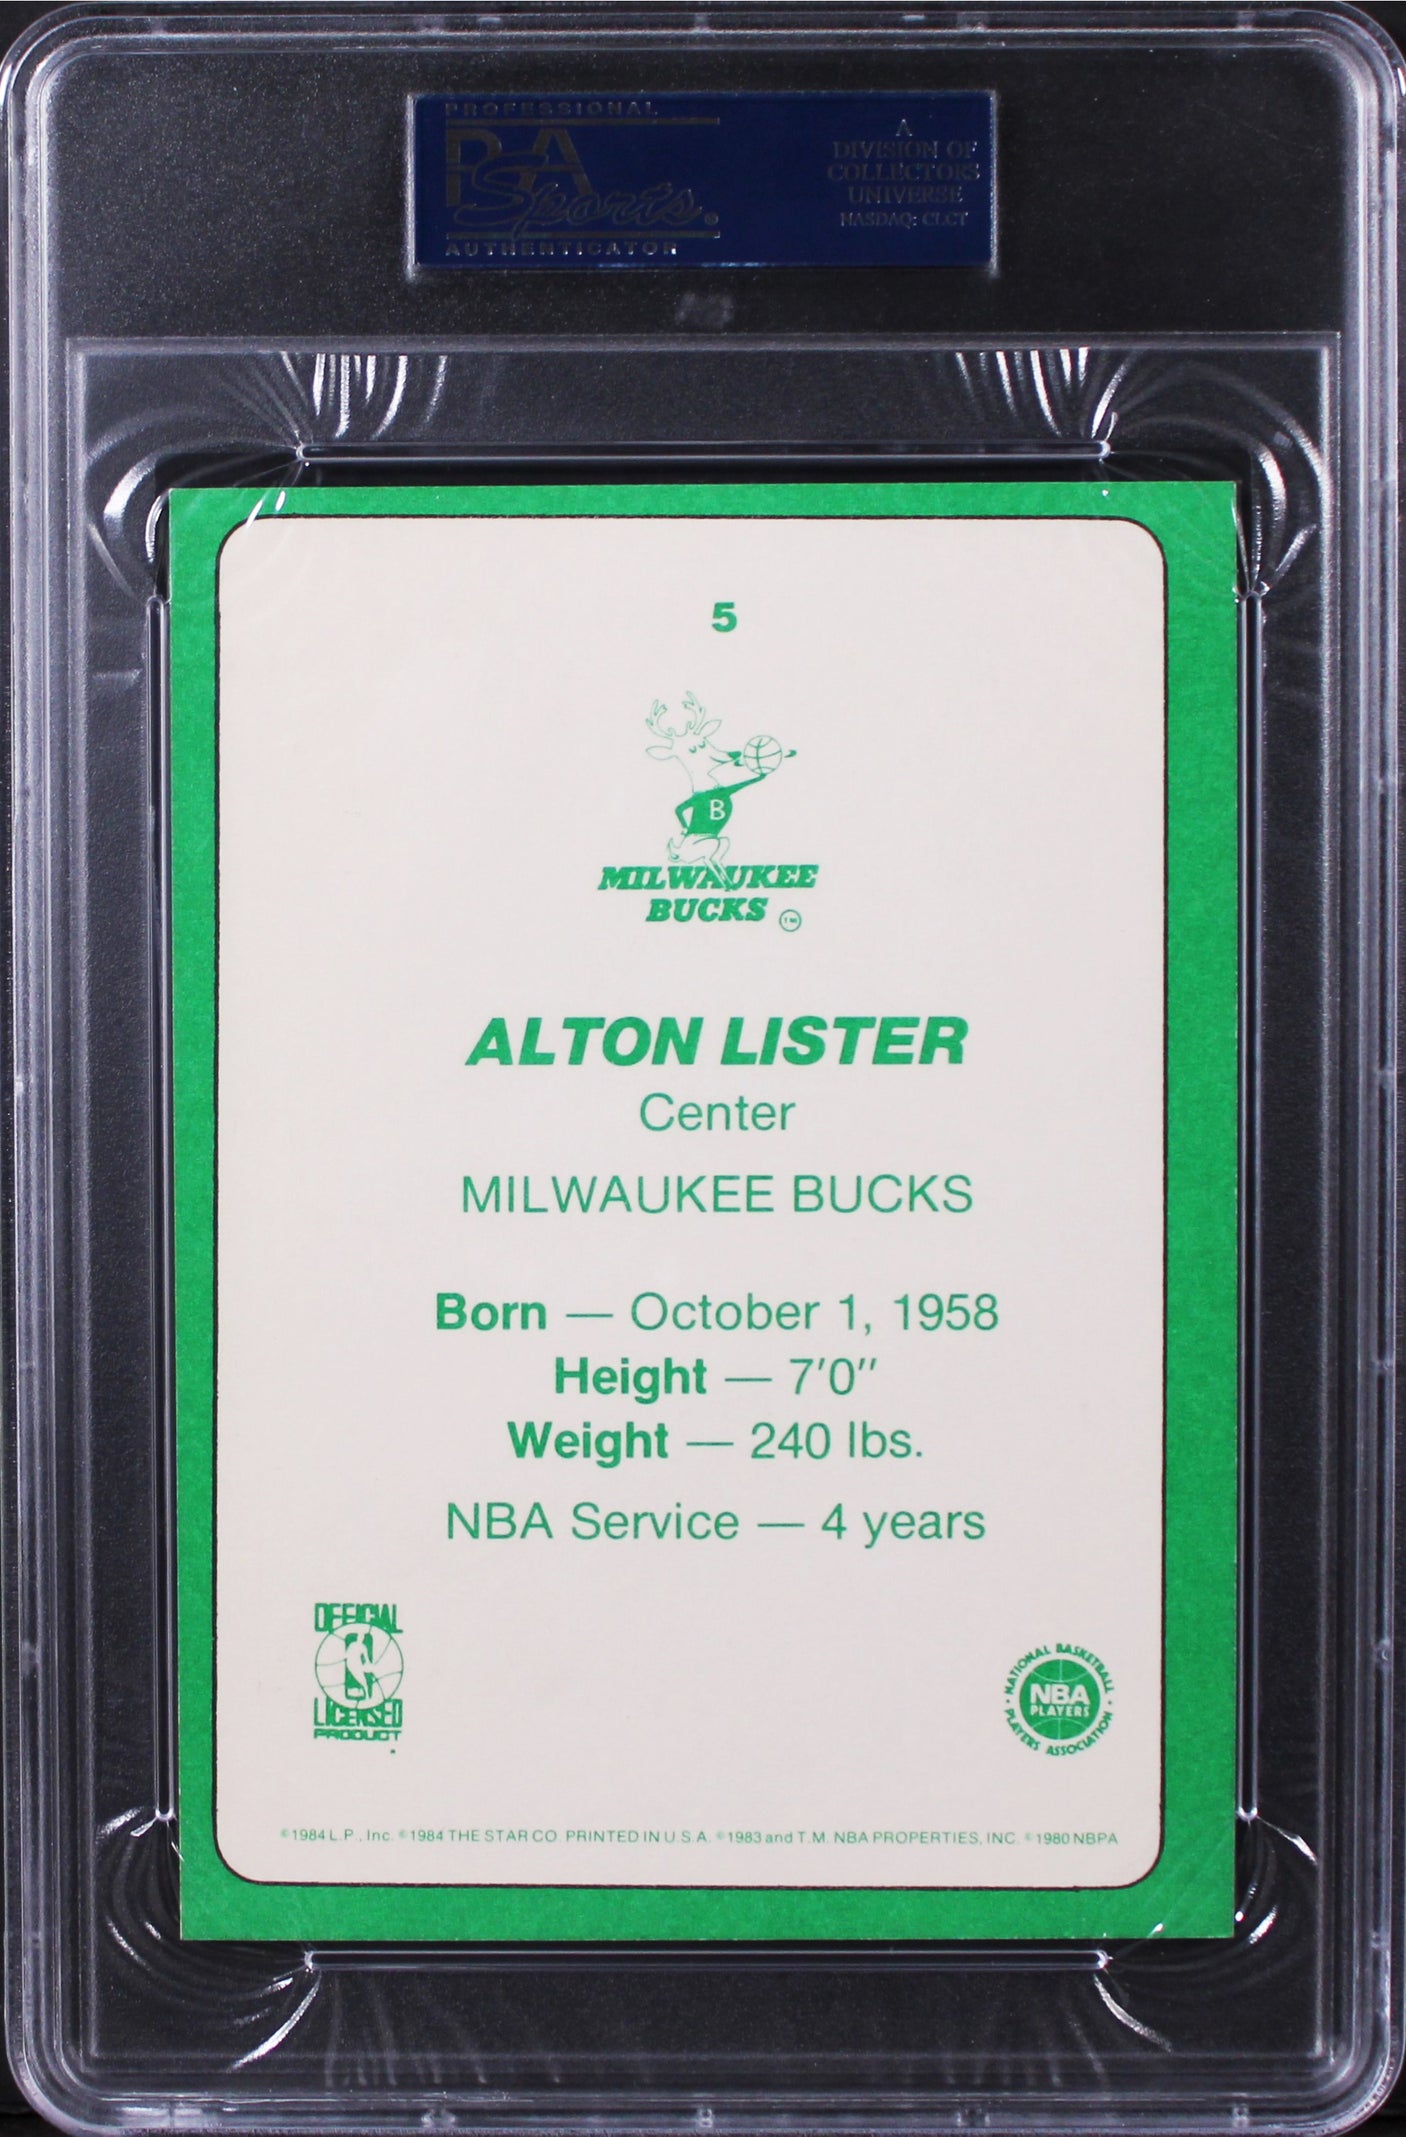 PROFESSIONAL
PSA
Sports
AUTHENTICATOR
A
DIVISION OF
COLLECTORS
UNIVERSE
NASDAQ: CLCT
5
B
MILWAUKEE
BUCKS TM
ALTON LISTER
Center
MILWAUKEE BUCKS
Born — October 1, 1958
Height — 7'0"
Weight — 240 lbs.
NBA Service — 4 years
OFFICIAL
LICENSED
PRODUCT
NATIONAL BASKETBALL
NBA
PLAYERS
PLAYERS ASSOCIATION
©1984 L.P., Inc. ©1984 THE STAR CO. PRINTED IN U.S.A. ©1983 and T.M. NBA PROPERTIES, INC. ©1980 NBPA